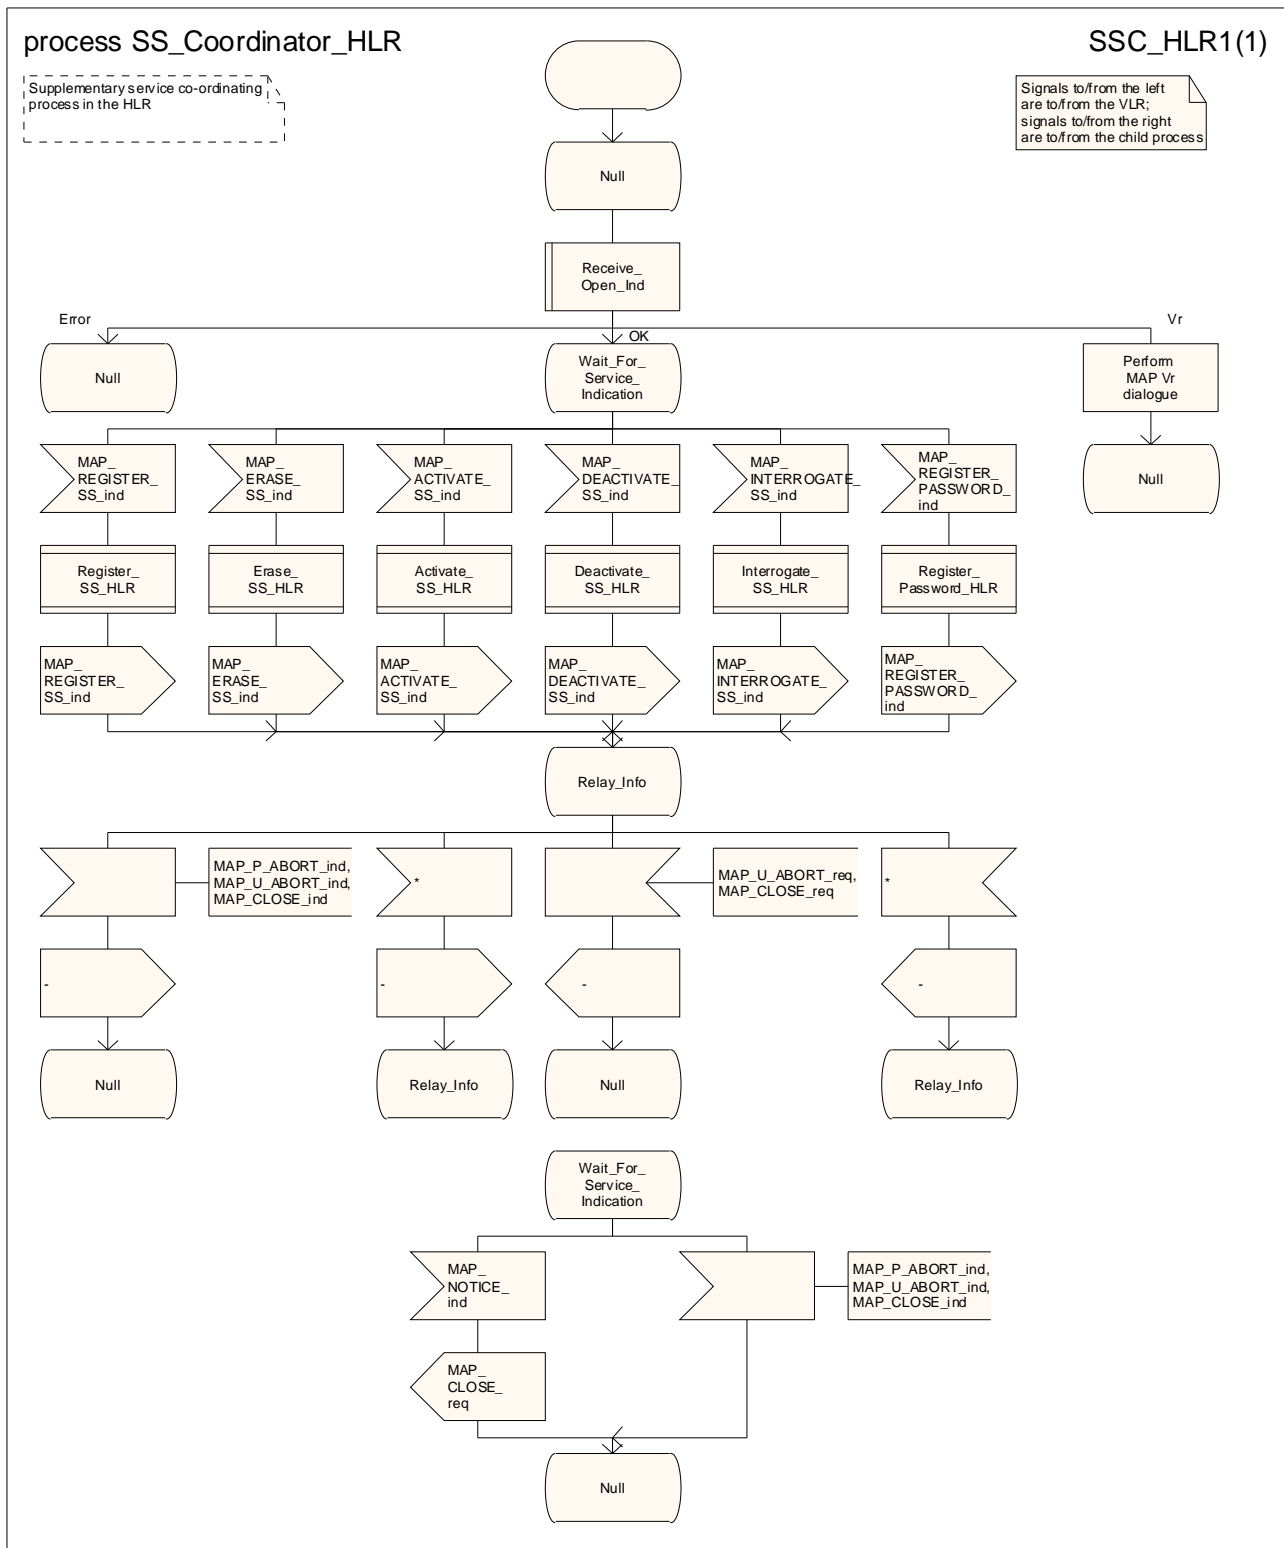 process SS_Coordinator_HLR
SSC_HLR1(1)
Supplementary service co-ordinating
process in the HLR
Signals to/from the left
are to/from the VLR;
signals to/from the right
are to/from the child process
Null
Receive_
Open_Ind
Error
OK
Vr
Null
Wait_For_
Service_
Indication
Perform
MAP Vr
dialogue
MAP_
REGISTER_
SS_ind
MAP_
ERASE_
SS_ind
MAP_
ACTIVATE_
SS_ind
MAP_
DEACTIVATE_
SS_ind
MAP_
INTERROGATE_
SS_ind
MAP_
REGISTER_
PASSWORD_
ind
Null
Register_
SS_HLR
Erase_
SS_HLR
Activate_
SS_HLR
Deactivate_
SS_HLR
Interrogate_
SS_HLR
Register_
Password_HLR
MAP_
REGISTER_
SS_ind
MAP_
ERASE_
SS_ind
MAP_
ACTIVATE_
SS_ind
MAP_
DEACTIVATE_
SS_ind
MAP_
INTERROGATE_
SS_ind
MAP_
REGISTER_
PASSWORD_
ind
Relay_Info
MAP_P_ABORT_ind,
MAP_U_ABORT_ind,
MAP_CLOSE_ind
*
MAP_U_ABORT_req,
MAP_CLOSE_req
*
-
-
-
-
Null
Relay_Info
Null
Relay_Info
Wait_For_
Service_
Indication
MAP_
NOTICE_
ind
MAP_P_ABORT_ind,
MAP_U_ABORT_ind,
MAP_CLOSE_ind
MAP_
CLOSE_
req
Null